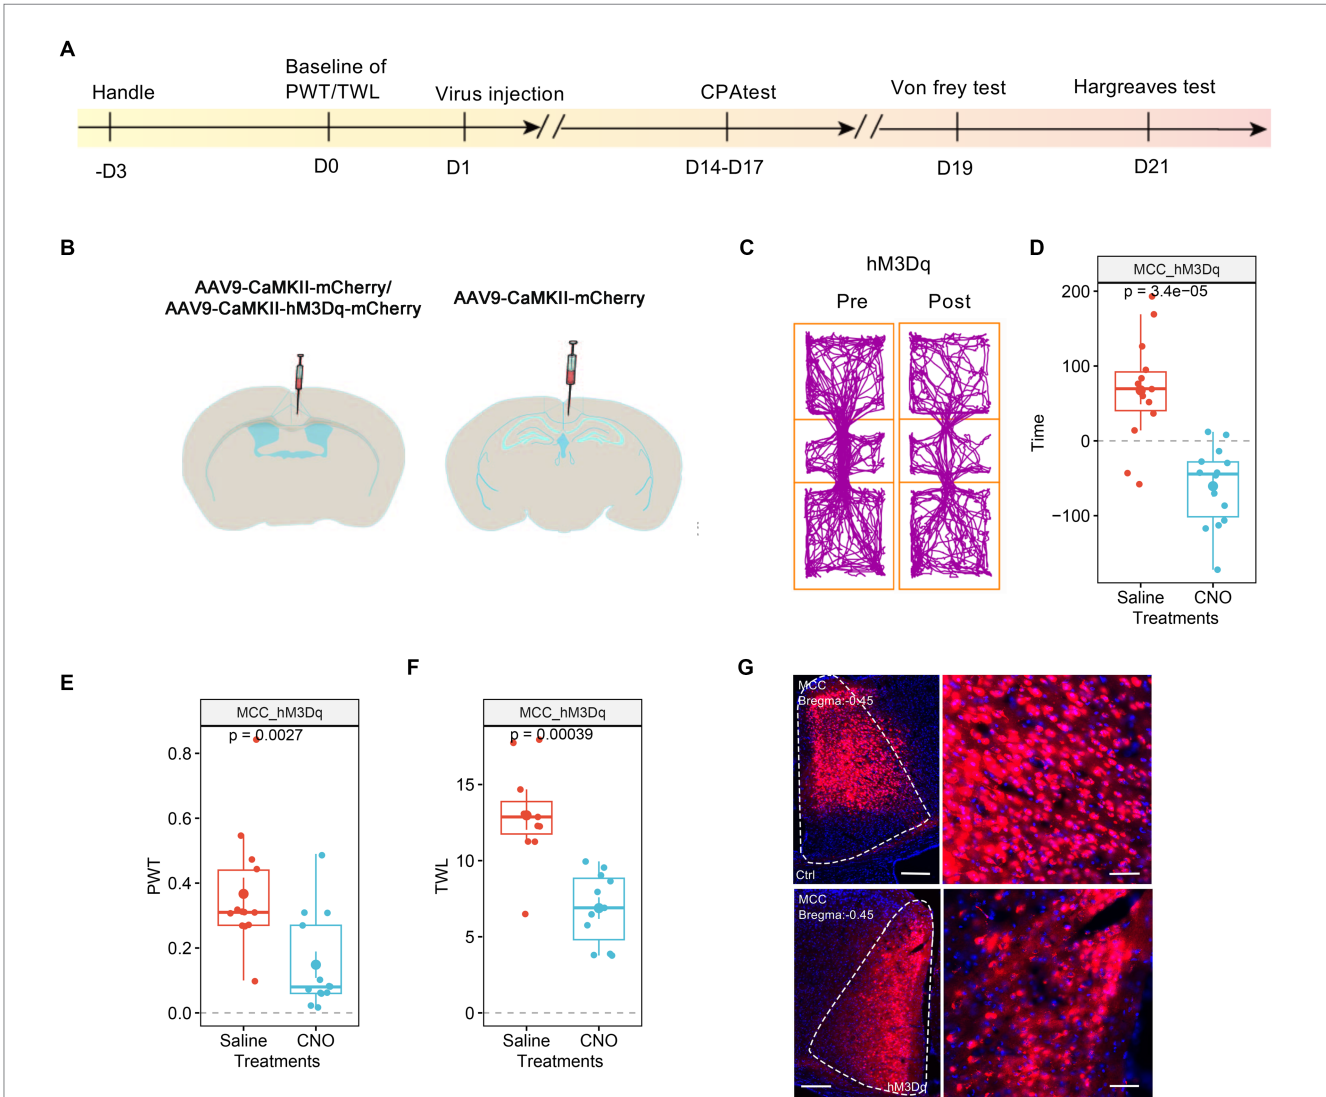 A
Handle
Baseline of
PWT/TWL
Virus injection
CPAtest
Von frey test
Hargreaves test
-D3
D0
D1
D14-D17
D19
D21
B
AAV9-CaMKII-mCherry/
AAV9-CaMKII-hM3Dq-mCherry
AAV9-CaMKII-mCherry
C
hM3Dq
Pre
Post
D
MCC_hM3Dq
p = 3.4e−05
200
100
0
−100
Time
Saline
CNO
Treatments
E
MCC_hM3Dq
p = 0.0027
0.8
0.6
0.4
0.2
0.0
PWT
Saline
CNO
Treatments
F
MCC_hM3Dq
p = 0.00039
15
10
5
0
TWL
Saline
CNO
Treatments
G
MCC
Bregma:-0.45
Ctrl
MCC
Bregma:-0.45
hM3Dq